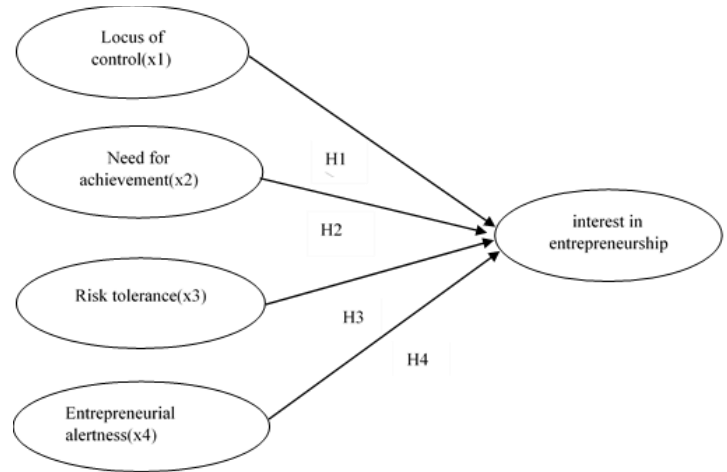 Locus of
control(x1)
Need for
achievement(x2)
Risk tolerance(x3)
Entrepreneurial
alertness(x4)
H1
H2
H3
H4
interest in
entrepreneurship